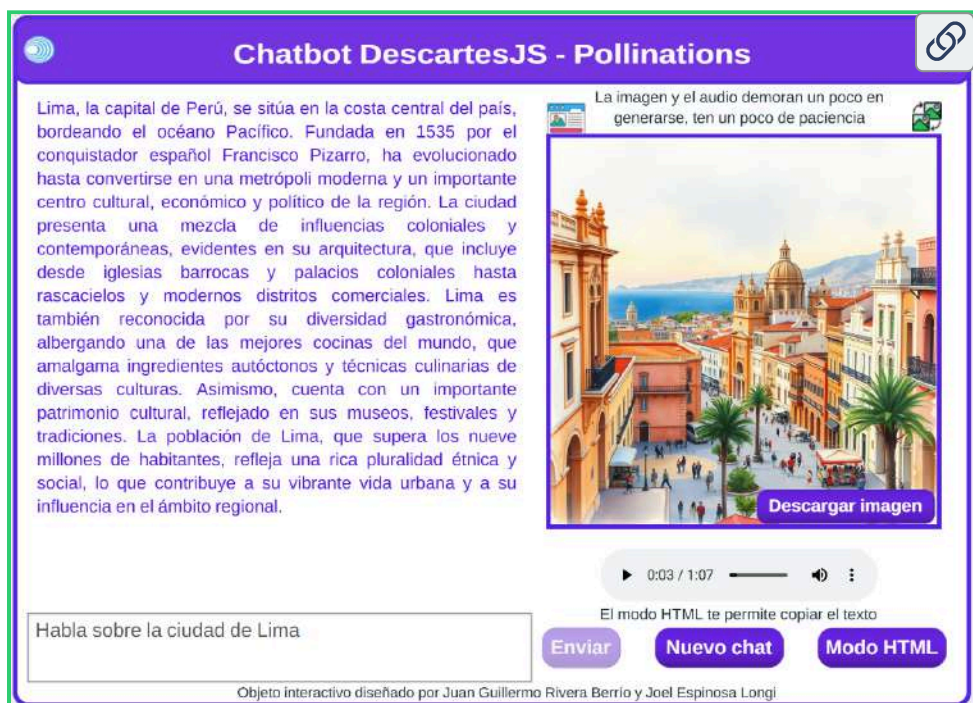 Chatbot DescartesJS - Pollinations
Lima, la capital de Perú, se sitúa en la costa central del país,
bordeando el océano Pacífico. Fundada en 1535 por el
conquistador español Francisco Pizarro, ha evolucionado
hasta convertirse en una metrópoli moderna y un importante
centro cultural, económico y político de la región. La ciudad
presenta una mezcla de influencias coloniales y
contemporáneas, evidentes en su arquitectura, que incluye
desde iglesias barrocas y palacios coloniales hasta
rascacielos y modernos distritos comerciales. Lima es
también reconocida por su diversidad gastronómica,
albergando una de las mejores cocinas del mundo, que
amalgama ingredientes autóctonos y técnicas culinarias de
diversas culturas. Asimismo, cuenta con un importante
patrimonio cultural, reflejado en sus museos, festivales y
tradiciones. La población de Lima, que supera los nueve
millones de habitantes, refleja una rica pluralidad étnica y
social, lo que contribuye a su vibrante vida urbana y a su
influencia en el ámbito regional.
La imagen y el audio demoran un poco en
generarse, ten un poco de paciencia
Descargar imagen
0:03 / 1:07
El modo HTML te permite copiar el texto
Habla sobre la ciudad de Lima
Enviar
Nuevo chat
Modo HTML
Objeto interactivo diseñado por Juan Guillermo Rivera Berrío y Joel Espinosa Longi